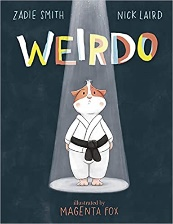 ZADIE SMITH NICK LAIRD
WEIRDO
illustrated by
MAGENTA FOX